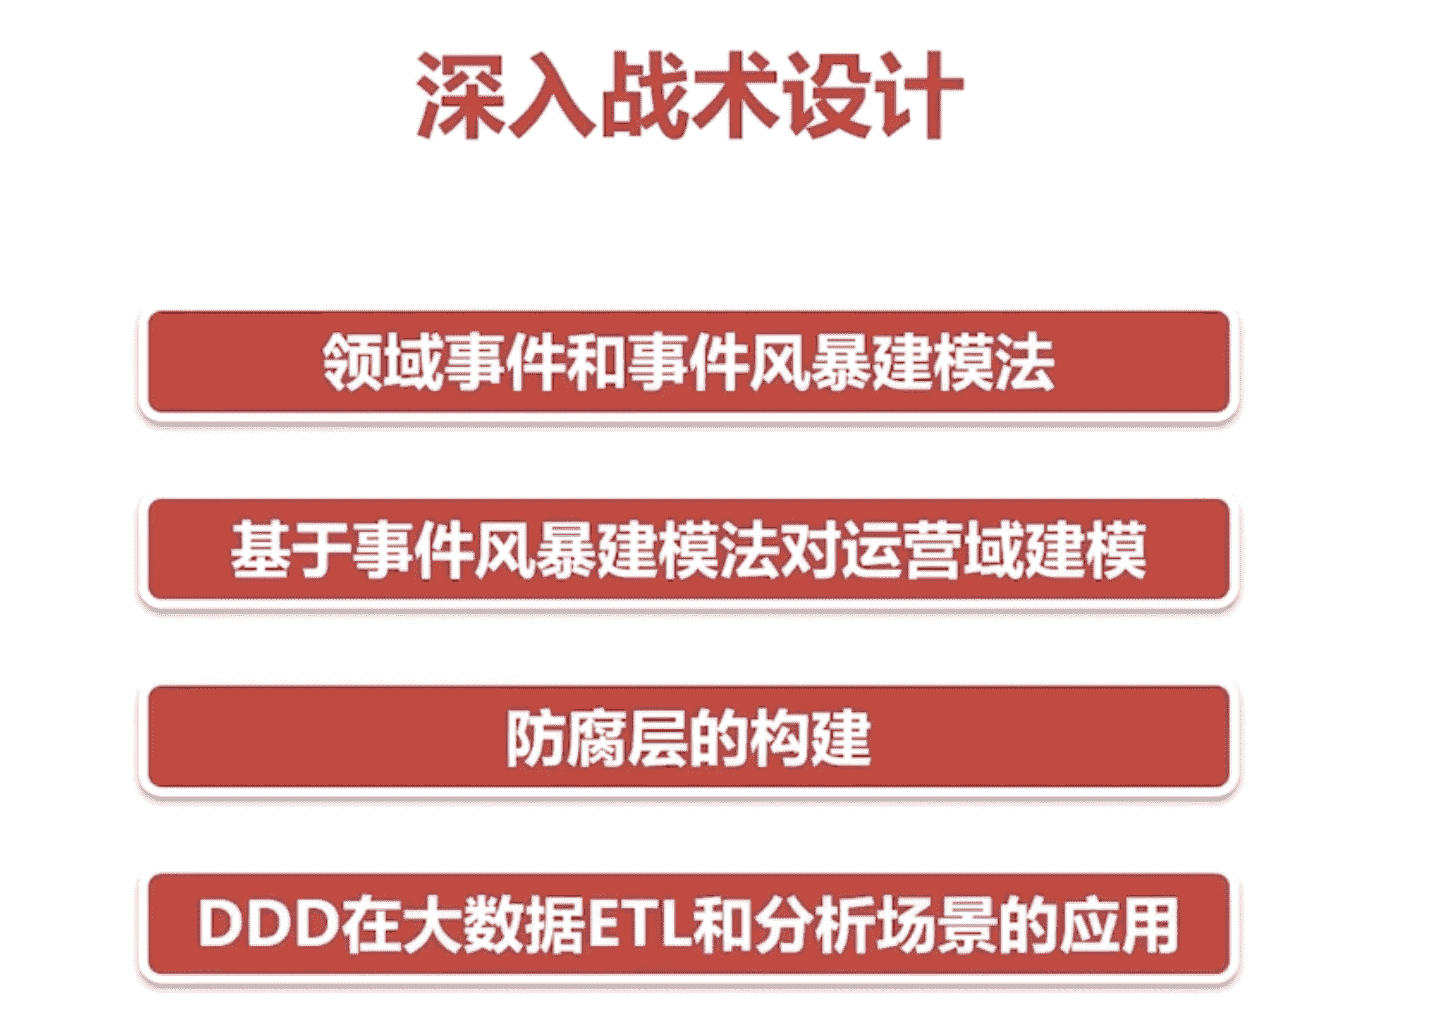 深入战术设计
领域事件和事件风暴建模法
基于事件风暴建模法对运营域建模
防腐层的构建
DDD在大数据ETL和分析场景的应用